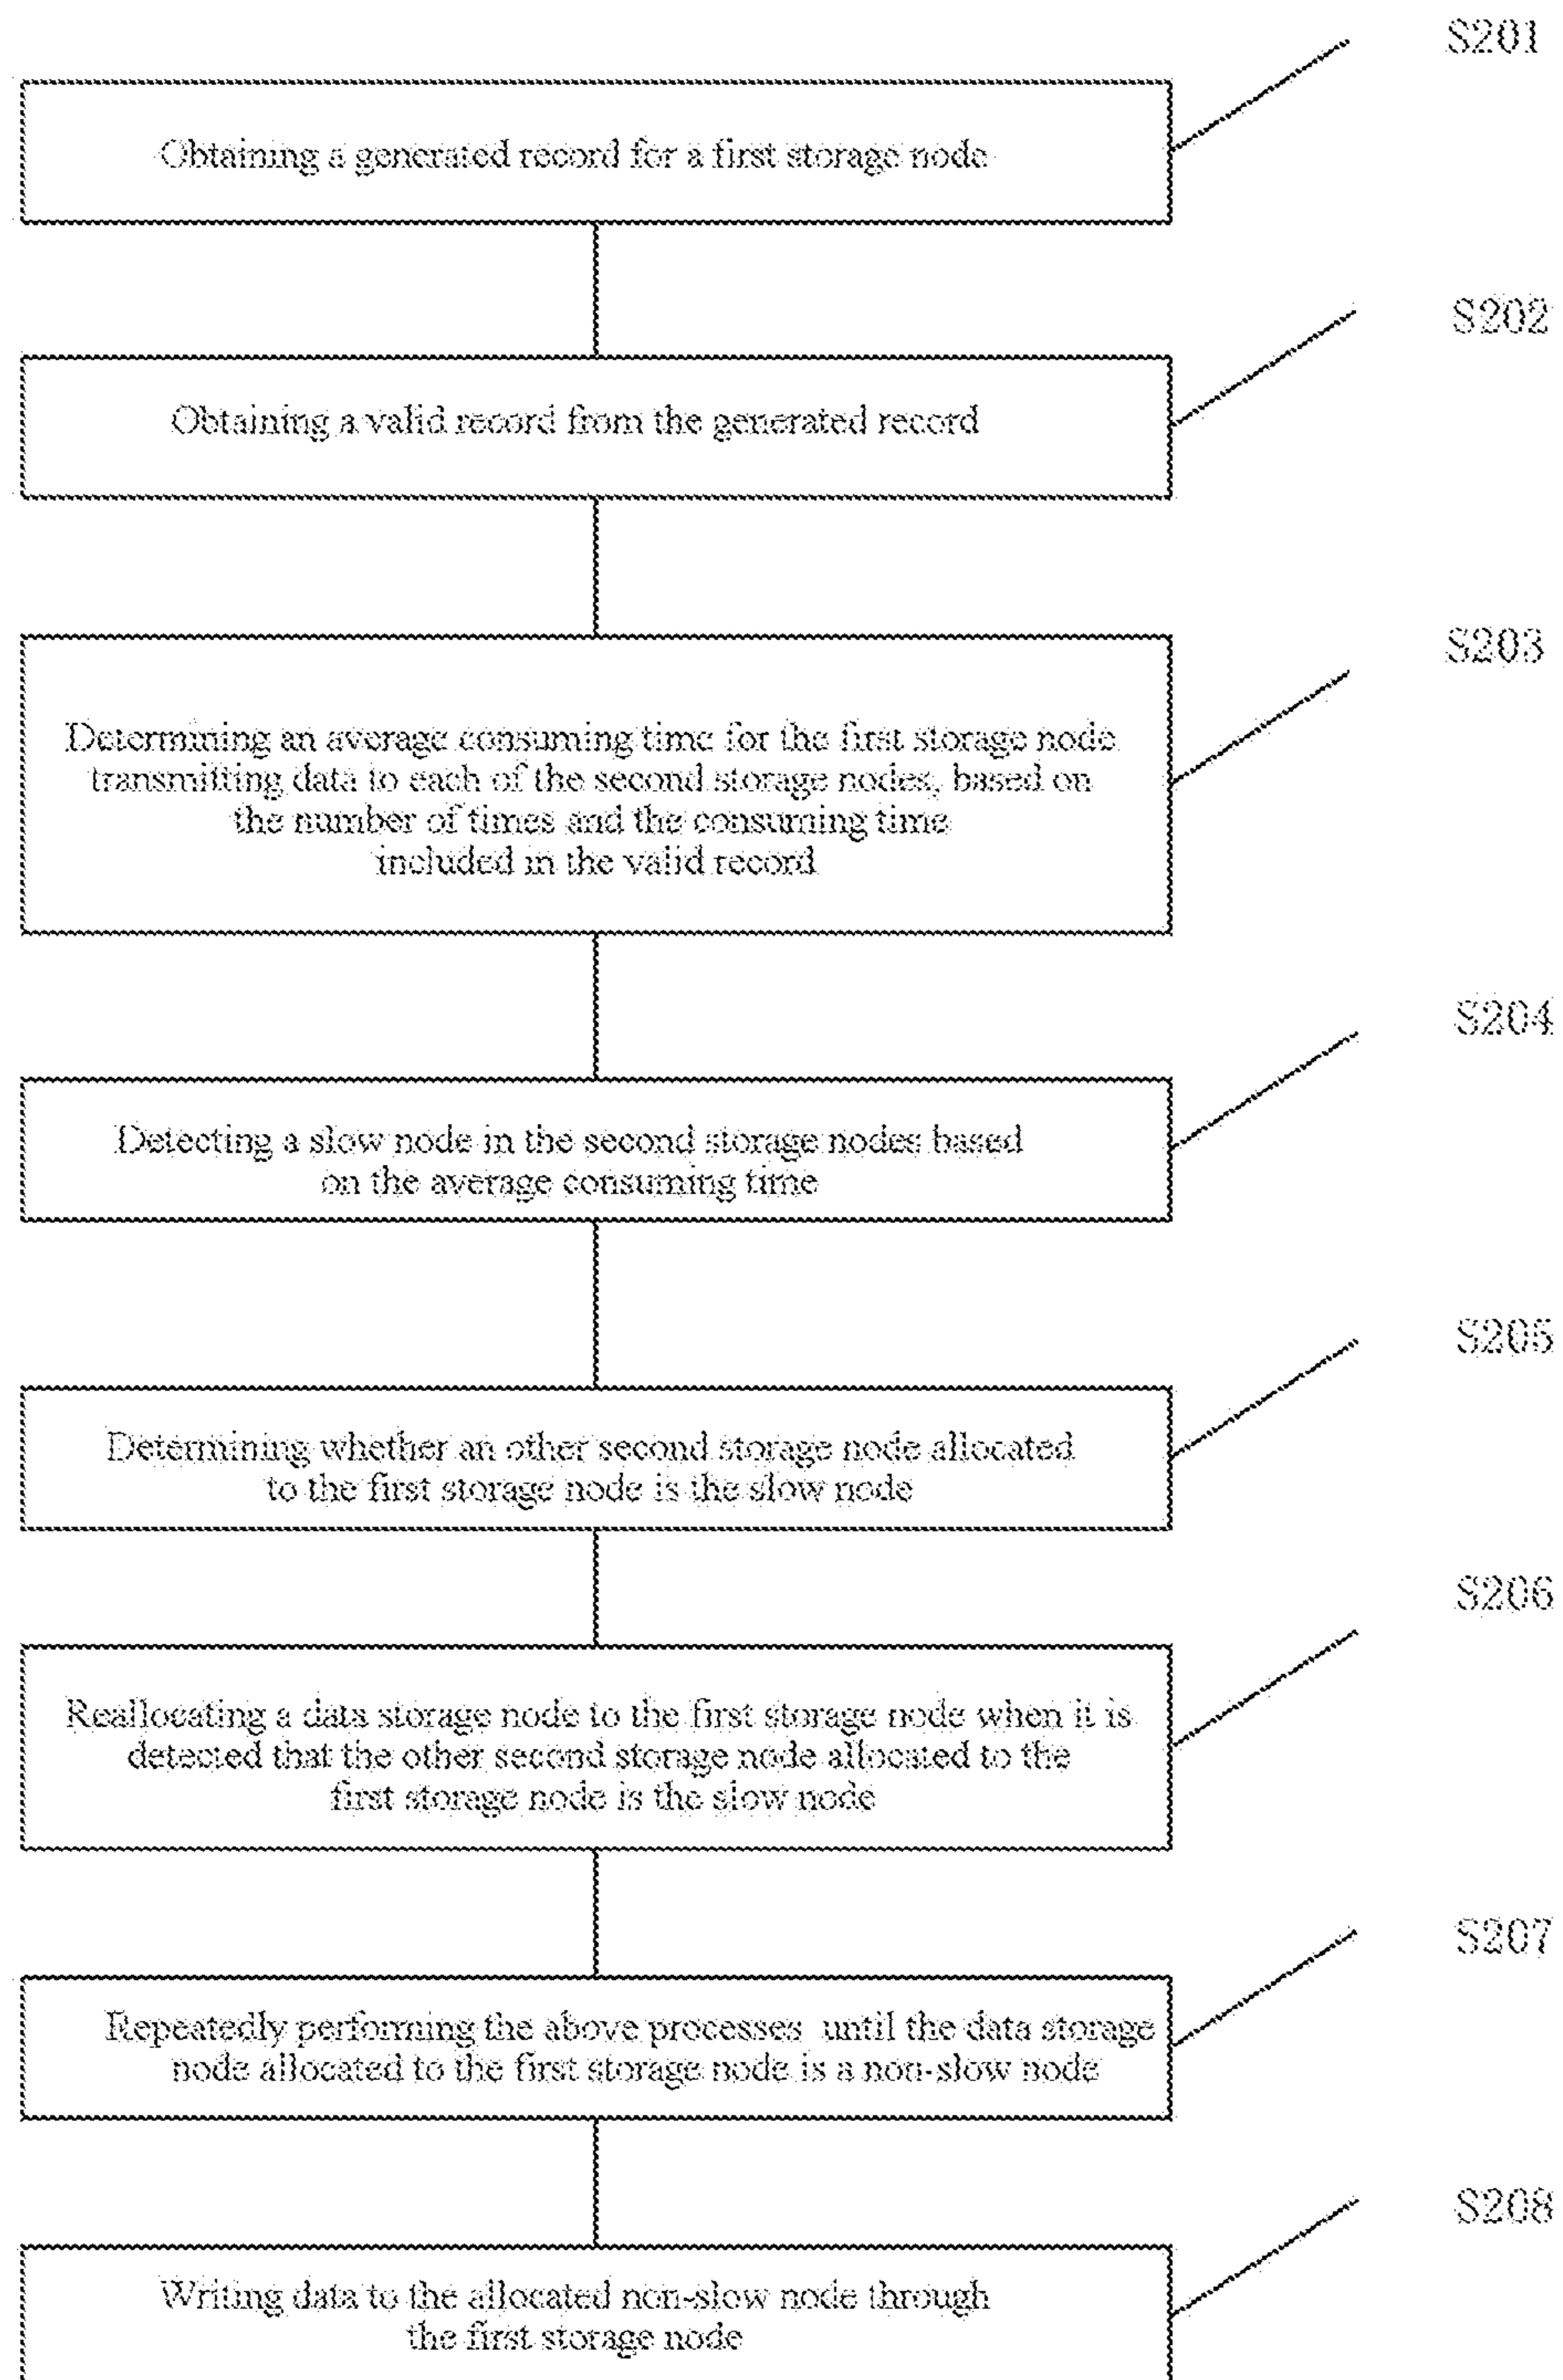 S201
Obtaining a generated record for a first storage node
S202
Obtaining a valid record from the generated record
S203
Determining an average consuming time for the first storage node
transmitting data to each of the second storage nodes, based on
the number of times and the consuming time
included in the valid record
S204
Detecting a slow node in the second storage nodes based
on the average consuming time
S205
Determining whether an other second storage node allocated
to the first storage node is the slow node
S206
Reallocating a data storage node to the first storage node when it is
detected that the other second storage node allocated to the
first storage node is the slow node
S207
Repeatedly performing the above processes until the data storage
node allocated to the first storage node is a non-slow node
S208
Writing data to the allocated non-slow node through
the first storage node